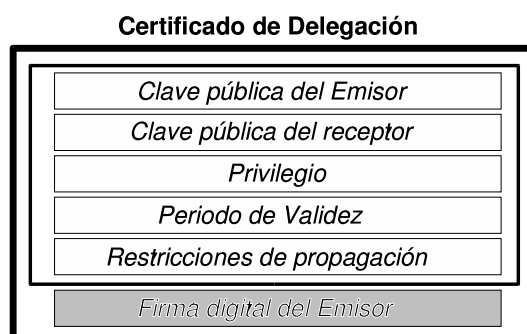 Certificado de Delegación
Clave pública del Emisor
Clave pública del receptor
Privilegio
Periodo de Validez
Restricciones de propagación
Firma digital del Emisor